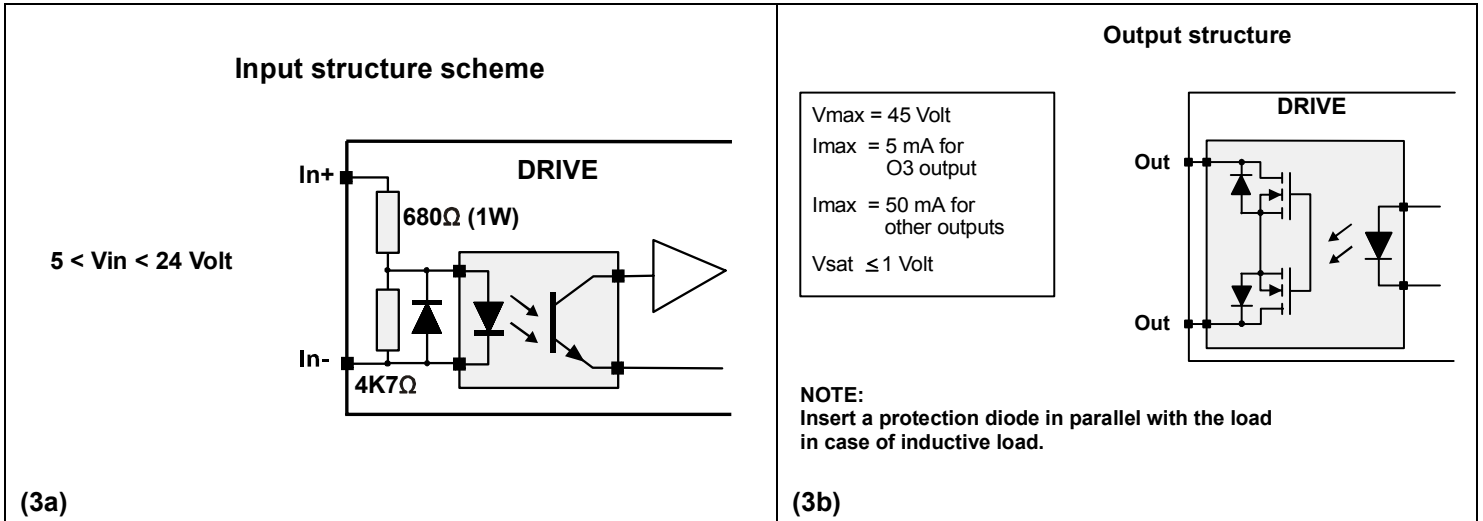 Input structure scheme
5 < Vin < 24 Volt
In+
DRIVE
680Ω (1W)
In-
4K7Ω
(3a)
Output structure
Vmax = 45 Volt
Imax = 5 mA for
O3 output
Imax = 50 mA for
other outputs
Vsat ≤ 1 Volt
DRIVE
Out
Out
NOTE:
Insert a protection diode in parallel with the load
in case of inductive load.
(3b)